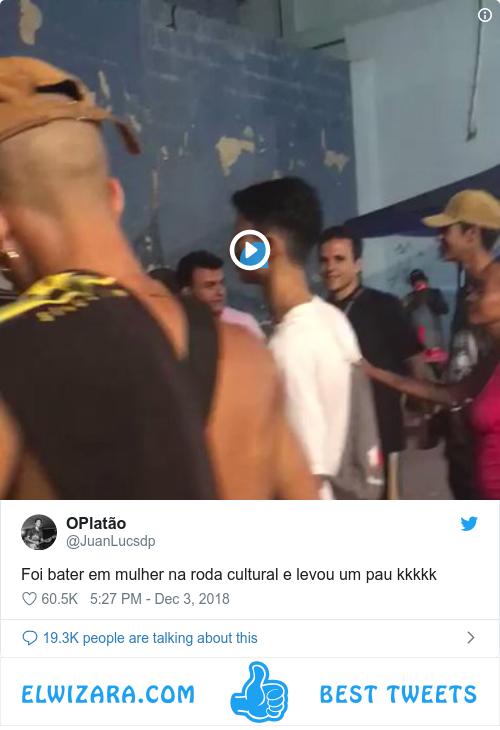 OPlatão
@JuanLucsdp
Foi bater em mulher na roda cultural e levou um pau kkkkk
60.5K 5:27 PM - Dec 3, 2018
19.3K people are talking about this
ELWIZARA.COM BEST TWEETS